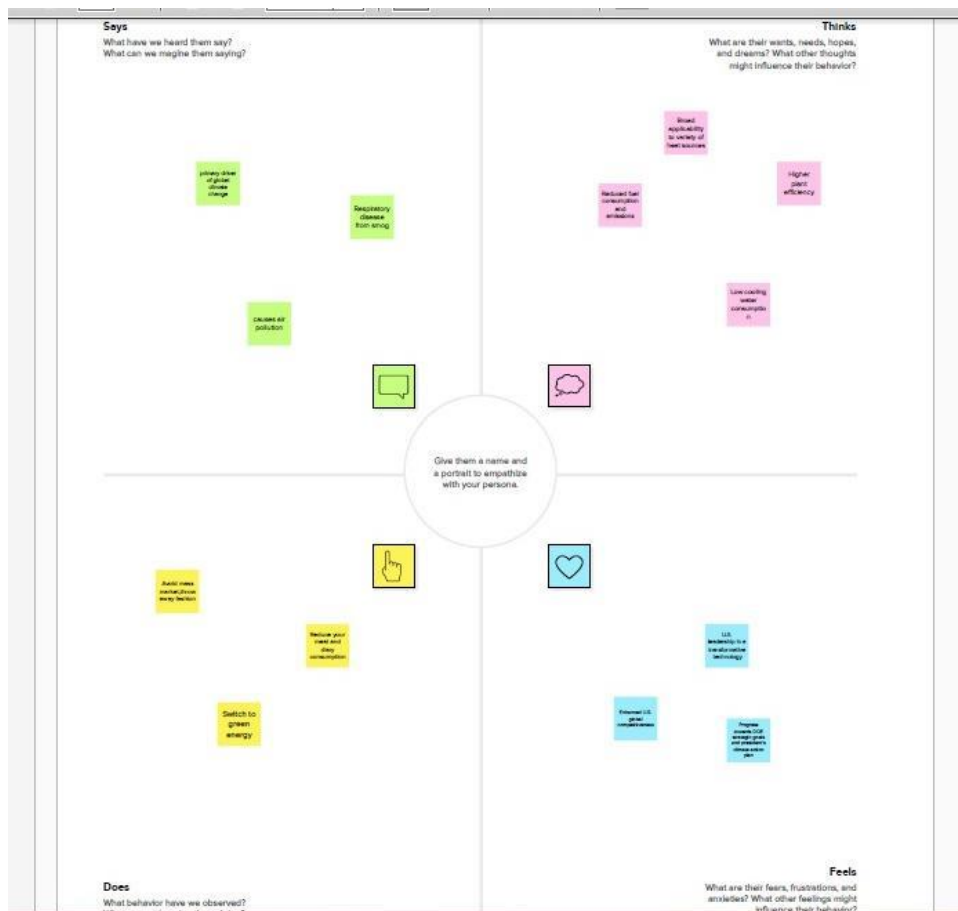 Says
What have we heard them say?
What can we magine them saying?
Thinks
What are their wants, needs, hopes,
and dreams? What other thoughts
might influence their behavior?
primary driver
of global
climate
change
Respiratory
disease
from smog
causes air
pollution
Broad
applicability
to variety of
heat sources
Higher
plant
efficiency
Reduced fuel
consumption
and
emissions
Low cooling
water
consumptio
n
Give them a name and
a portrait to empathize
with your persona.
Avoid mass
market,throw
away fashion
Reduce your
meat and
dairy
consumption
Switch to
green
energy
U.S.
leadership in a
transformative
technology
Enhanced U.S.
global
competitiveness
Progress
towards DOE
strategic goals
and president's
climate action
plan
Does
What behavior have we observed?
Feels
What are their fears, frustrations, and
anxieties? What other feelings might
influence their behavior?